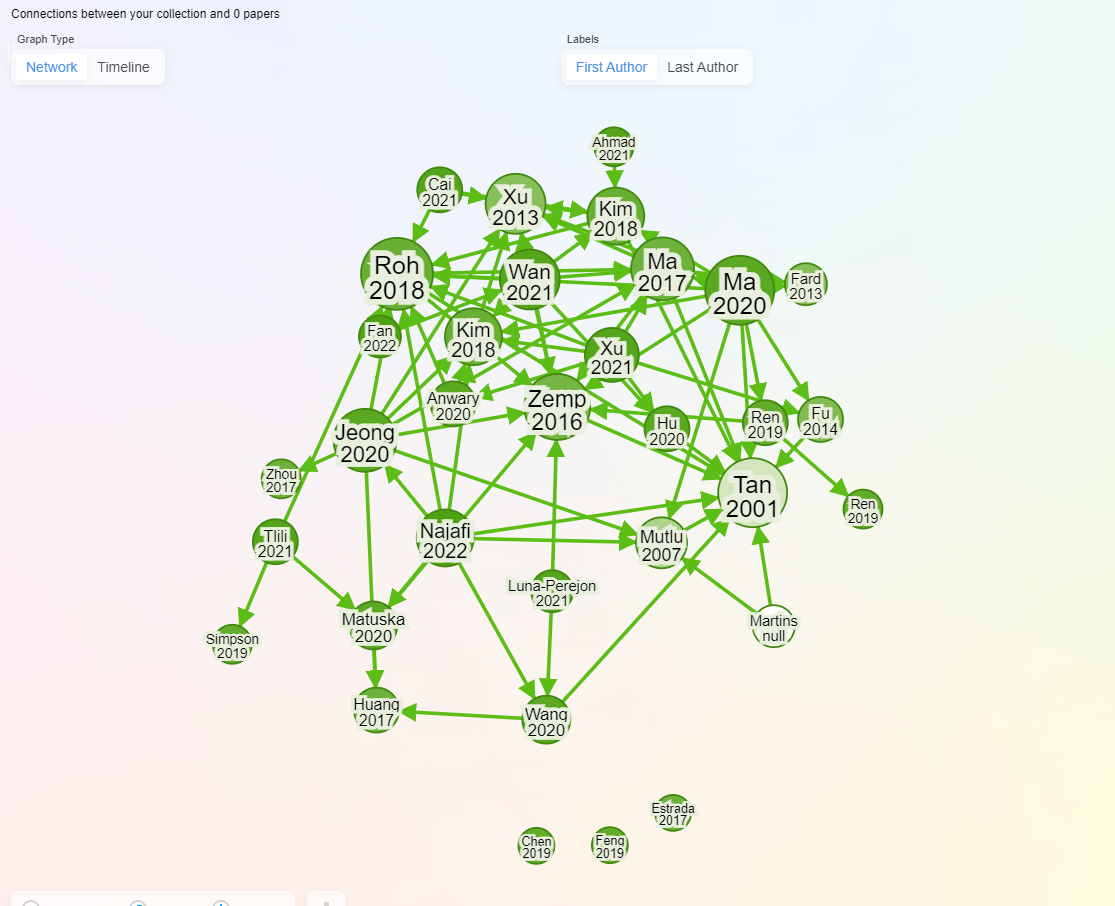 Connections between your collection and 0 papers
Graph Type
Labels
Network Timeline
First Author Last Author
Ahmad
2021
Cai
2021
Xu
2013
Kim
2018
Roh
2018
Wan
2021
Ma
2017
Ma
2020
Fard
2013
Fan
2022
Kim
2018
Xu
2021
Anwary
2020
Zemp
2016
Hu
2020
Ren
2019
Fu
2014
Jeong
2020
Zhou
2017
Tan
2001
Ren
2019
Tlili
2021
Najafi
2022
Mutlu
2007
Luna-Perejon
2021
Matuska
2020
Martins
null
Simpson
2019
Huang
2017
Wang
2020
Estrada
2017
Chen
2019
Feng
2019